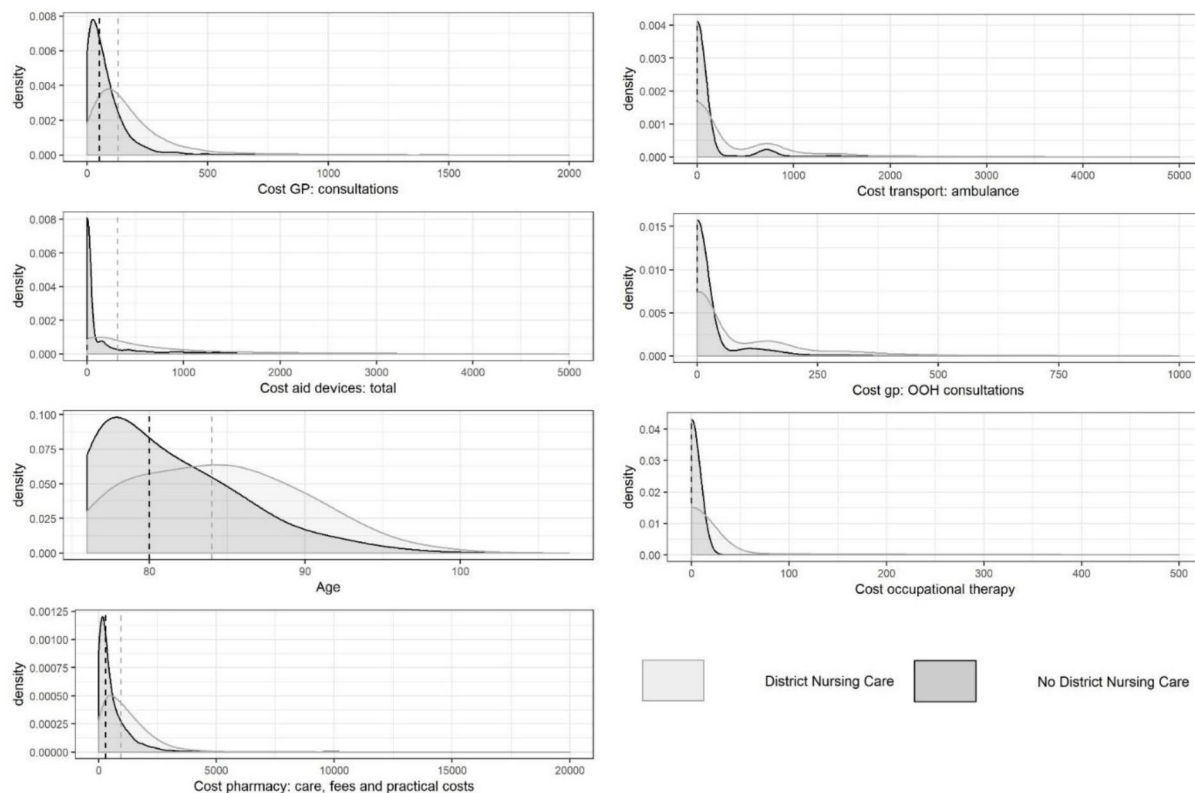 density
0.008
0.006
0.004
0.002
0.000
0 500 1000 1500 2000
Cost GP: consultations
density
0.004
0.003
0.002
0.001
0.000
0 1000 2000 3000 4000 5000
Cost transport: ambulance
density
0.008
0.006
0.004
0.002
0.000
0 1000 2000 3000 4000 5000
Cost aid devices: total
density
0.015
0.010
0.005
0.000
0 250 500 750 1000
Cost gp: OOH consultations
density
0.100
0.075
0.050
0.025
0.000
80 90 100
Age
density
0.04
0.03
0.02
0.01
0.00
0 100 200 300 400 500
Cost occupational therapy
density
0.00125
0.00100
0.00075
0.00050
0.00025
0.00000
0 5000 10000 15000 20000
Cost pharmacy: care, fees and practical costs
District Nursing Care No District Nursing Care